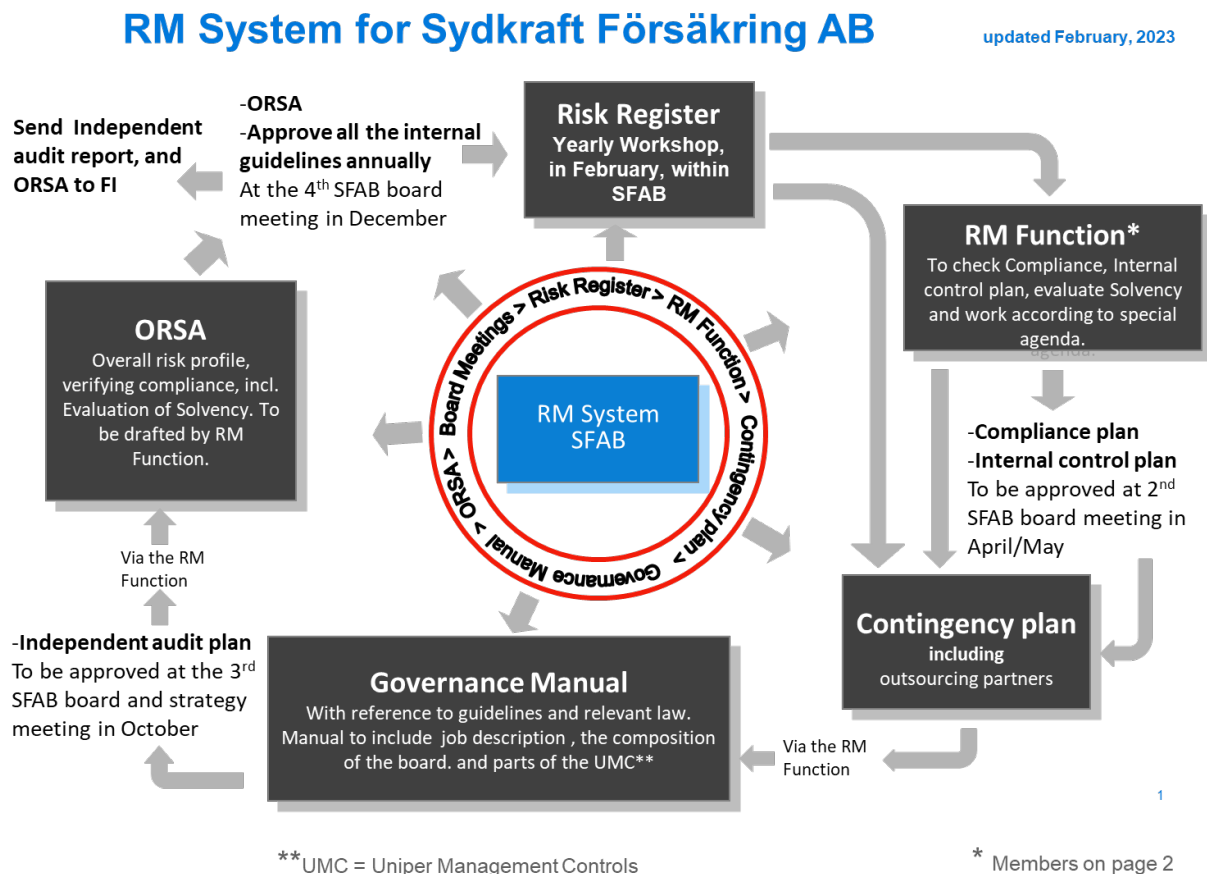 RM System for Sydkraft Försäkring AB
updated February, 2023
Send Independent
audit report, and
ORSA to FI
-ORSA
-Approve all the internal
guidelines annually
At the 4th SFAB board
meeting in December
Risk Register
Yearly Workshop,
in February, within
SFAB
RM Function*
To check Compliance, Internal
control plan, evaluate Solvency
and work according to special
agenda.
agenda.
ORSA
Overall risk profile,
verifying compliance, incl.
Evaluation of Solvency. To
be drafted by RM
Function.
Board Meetings > Risk Register > RM Function > Contingency plan > Governance Manual > ORSA >
RM System
SFAB
-Compliance plan
-Internal control plan
To be approved at 2nd
SFAB board meeting in
April/May
Via the RM
Function
-Independent audit plan
To be approved at the 3rd
SFAB board and strategy
meeting in October
Contingency plan
including
outsourcing partners
Governance Manual
With reference to guidelines and relevant law.
Manual to include job description , the composition
of the board. and parts of the UMC**
Via the RM
Function
1
**UMC = Uniper Management Controls
* Members on page 2